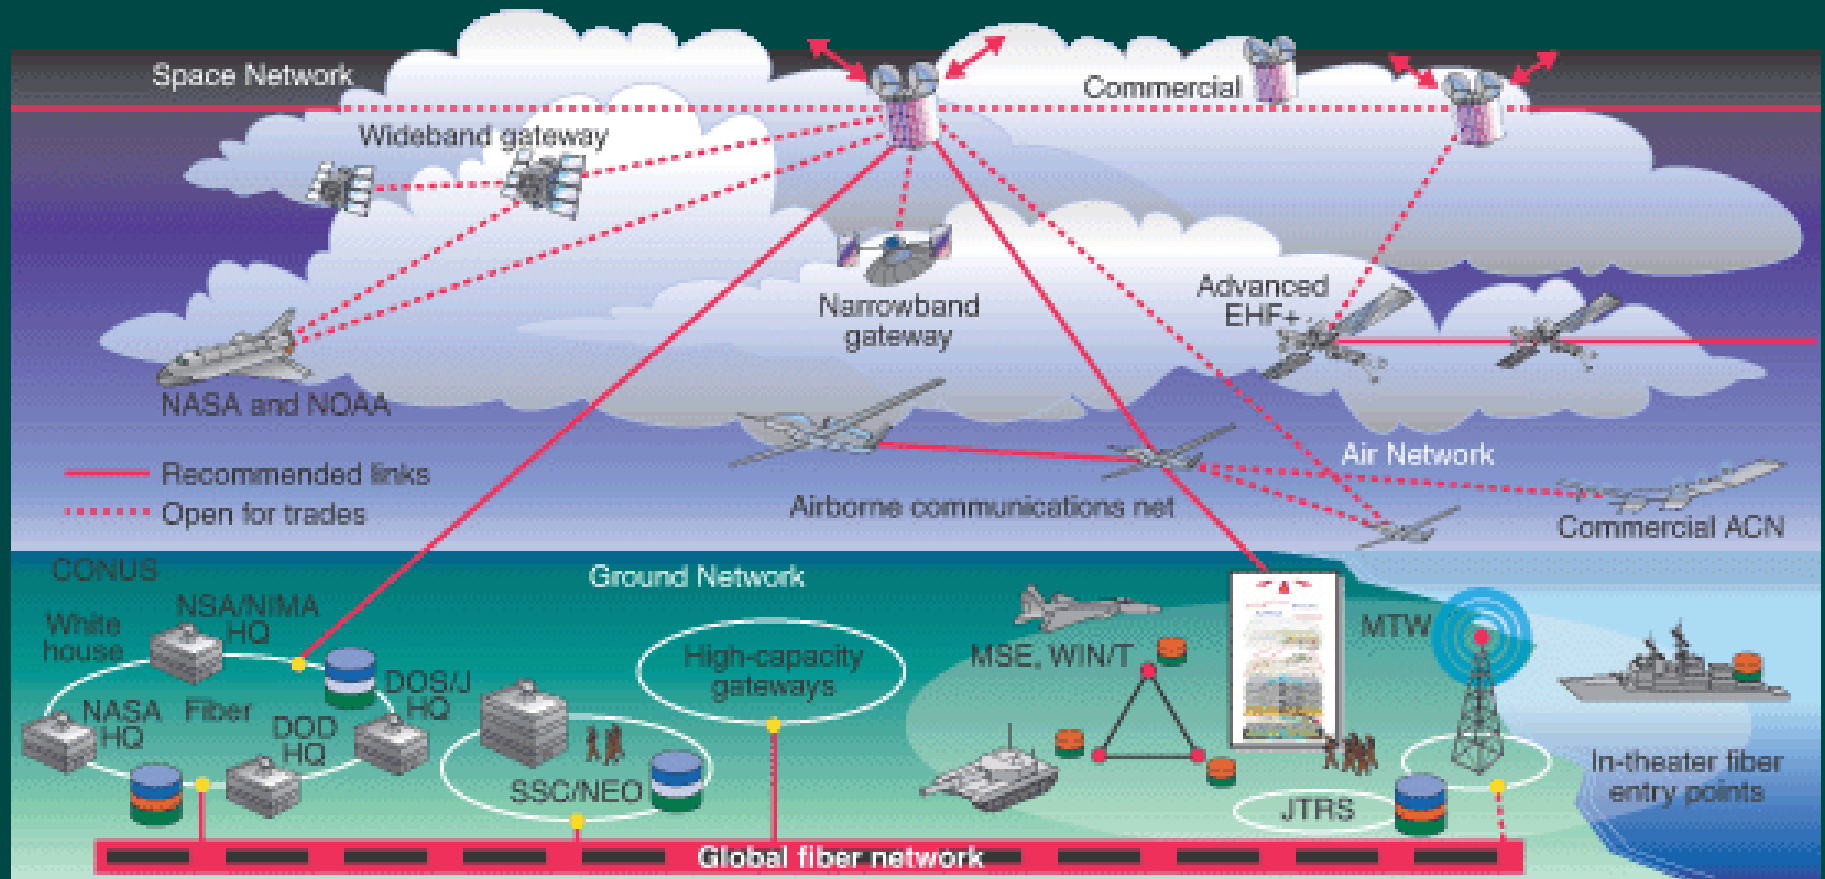 Space Network
Commercial
Wideband gateway
Narrowband
gateway
Advanced
EHF+
NASA and NOAA
Air Network
Recommended links
Open for trades
Airborne communications net
Commercial ACN
CONUS
Ground Network
NSA/NIMA
HQ
White
house
MTW
High-capacity
gateways
MSE, WIN/T
DOS/J
HQ
NASA
HQ
Fiber
DOD
HQ
SSC/NEO
In-theater fiber
entry points
JTRS
Global fiber network